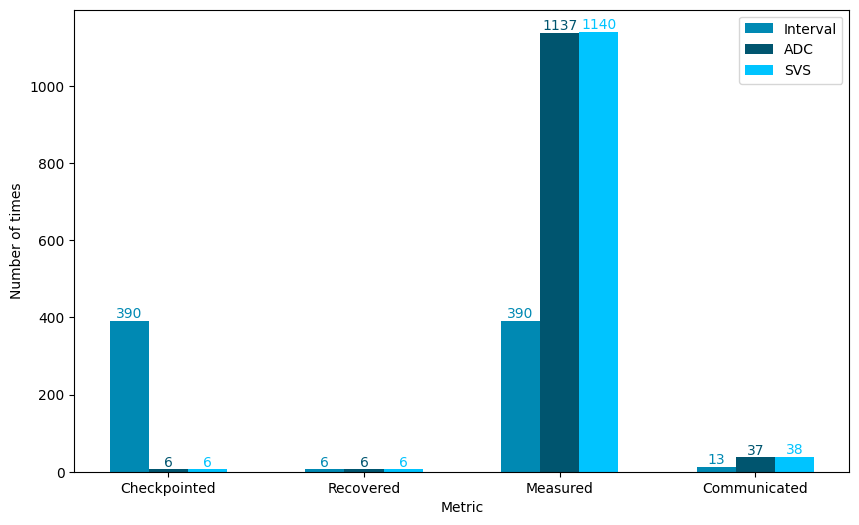 1137 1140
Interval
ADC
SVS
1000
800
600
400
200
0
Number of times
390 390
6 6 6 6 6 13 37 38
Checkpointed Recovered Measured Communicated
Metric